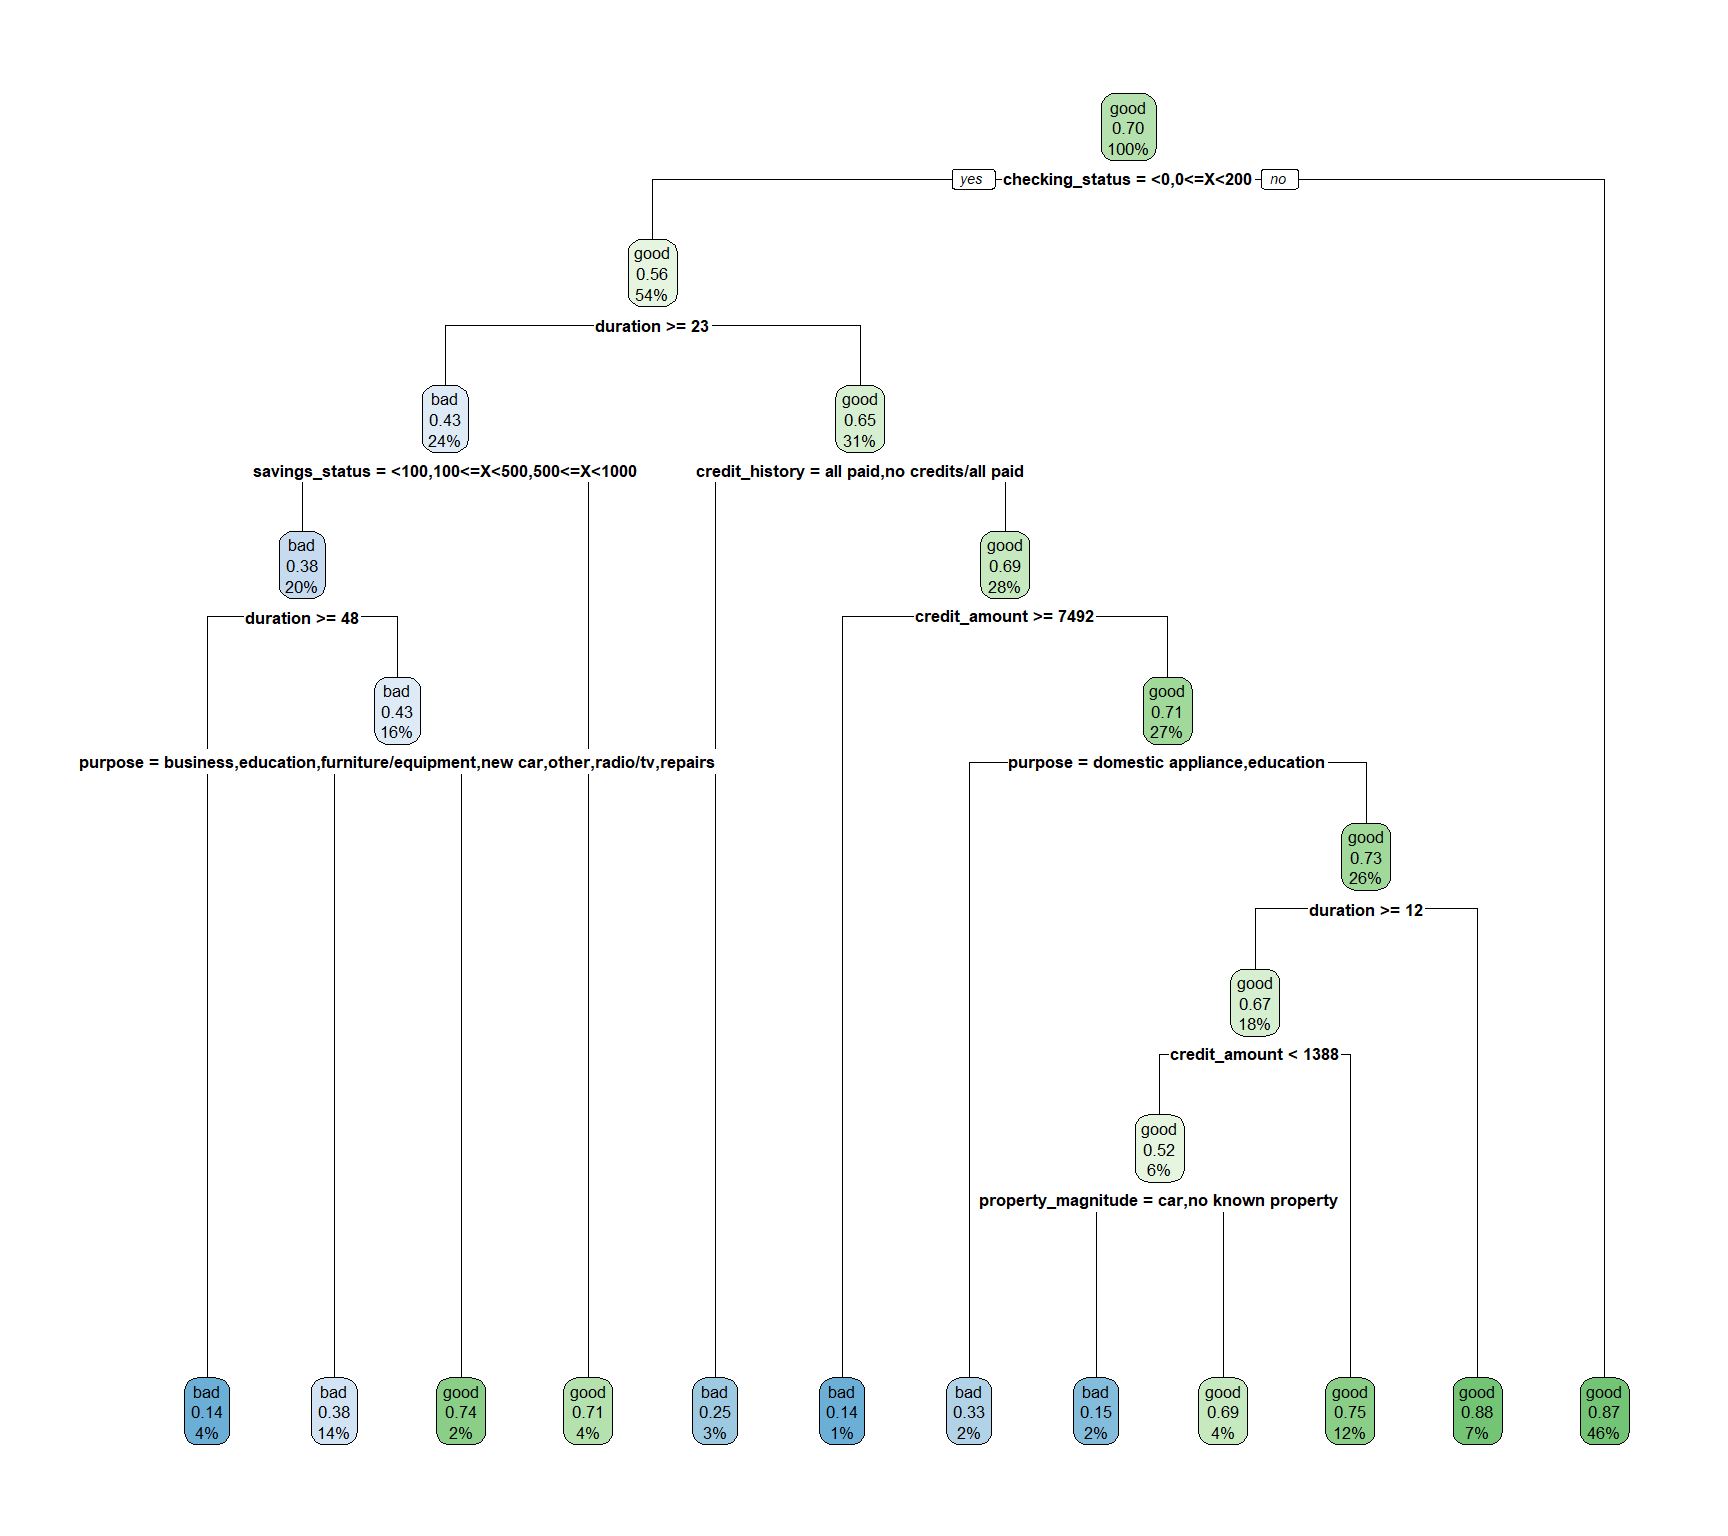 good
0.70
100%
yes
checking_status = <0,0<=X<200
no
good
0.56
54%
duration >= 23
bad
0.43
24%
good
0.65
31%
savings_status = <100,100<=X<500,500<=X<1000
credit_history = all paid,no credits/all paid
bad
0.38
20%
good
0.69
28%
duration >= 48
credit_amount >= 7492
bad
0.43
16%
good
0.71
27%
purpose = business,education,furniture/equipment,new car,other,radio/tv,repairs
purpose = domestic appliance,education
good
0.73
26%
duration >= 12
good
0.67
18%
credit_amount < 1388
good
0.52
6%
property_magnitude = car,no known property
bad
0.14
4%
bad
0.38
14%
good
0.74
2%
good
0.71
4%
bad
0.25
3%
bad
0.14
1%
bad
0.33
2%
bad
0.15
2%
good
0.69
4%
good
0.75
12%
good
0.88
7%
good
0.87
46%